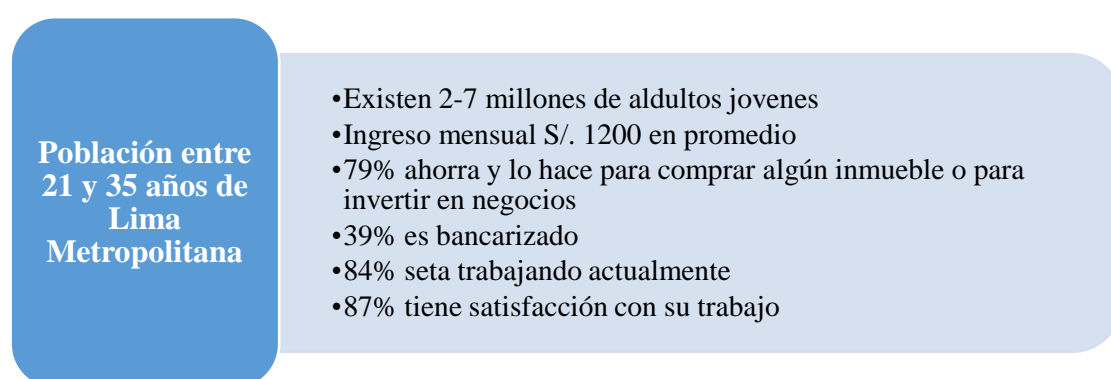 Población entre
21 y 35 años de
Lima
Metropolitana
•Existen 2-7 millones de aldultos jovenes
•Ingreso mensual S/. 1200 en promedio
•79% ahorra y lo hace para comprar algún inmueble o para
invertir en negocios
•39% es bancarizado
•84% seta trabajando actualmente
•87% tiene satisfacción con su trabajo